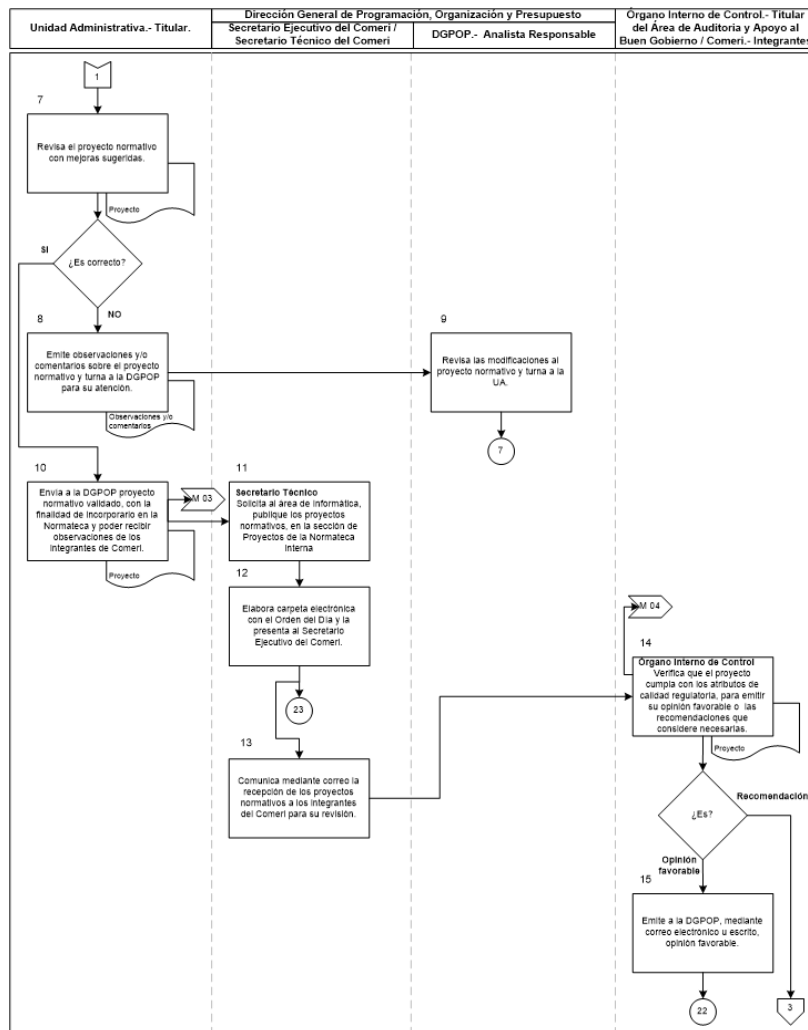 Unidad Administrativa.- Titular.
Dirección General de Programación, Organización y Presupuesto
Secretario Ejecutivo del Comeri /
Secretario Técnico del Comeri
DGPOP.- Analista Responsable
Órgano Interno de Control.- Titular
del Área de Auditoria y Apoyo al
Buen Gobierno / Comeri.- Integrantes
1
7
Revisa el proyecto normativo
con mejoras sugeridas.
Proyecto
SI
¿Es correcto?
NO
8
Emite observaciones y/o
comentarios sobre el proyecto
normativo y turna a la DGPOP
para su atención.
Observaciones y/o
comentarios
9
Revisa las modificaciones al
proyecto normativo y turna a la
UA.
7
10
Envía a la DGPOP proyecto
normativo validado, con la
finalidad de incorporarlo en la
Normateca y poder recibir
observaciones de los
integrantes de Comeri.
Proyecto
M 03
11
Secretario Técnico
Solicita al área de informática,
publique los proyectos
normativos, en la sección de
Proyectos de la Normateca
Interna
12
Elabora carpeta electrónica
con el Orden del Día y la
presenta al Secretario
Ejecutivo del Comeri.
23
13
Comunica mediante correo la
recepción de los proyectos
normativos a los integrantes
del Comeri para su revisión.
M 04
14
Órgano Interno de Control
Verifica que el proyecto
cumpla con los atributos de
calidad regulatoria, para emitir
su opinión favorable o las
recomendaciones que
considere necesarias.
Proyecto
¿Es?
Recomendación
Opinión
favorable
15
Emite a la DGPOP, mediante
correo electrónico u escrito,
opinión favorable.
22
3